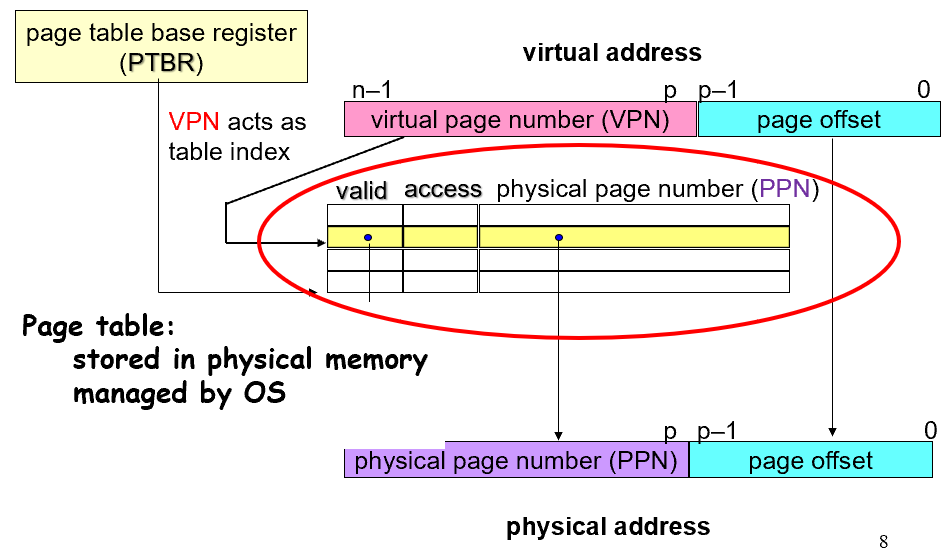 page table base register
(PTBR)
virtual address
n–1
p
p–1
0
virtual page number (VPN)
page offset
VPN acts as
table index
valid
access
physical page number (PPN)
Page table:
stored in physical memory
managed by OS
p
p–1
0
physical page number (PPN)
page offset
physical address
8